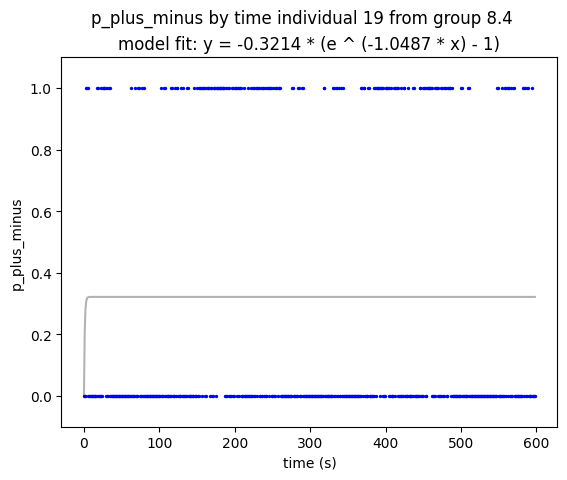 p_plus_minus by time individual 19 from group 8.4
model fit: y = -0.3214 * (e ^ (-1.0487 * x) - 1)
1.0
0.8
0.6
0.4
0.2
0.0
p_plus_minus
0 100 200 300 400 500 600
time (s)